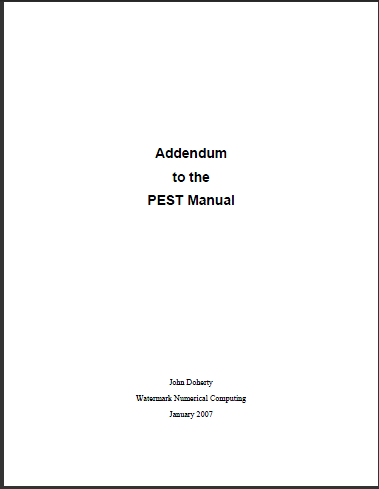 Addendum
to the
PEST Manual
John Doherty
Watermark Numerical Computing
January 2007